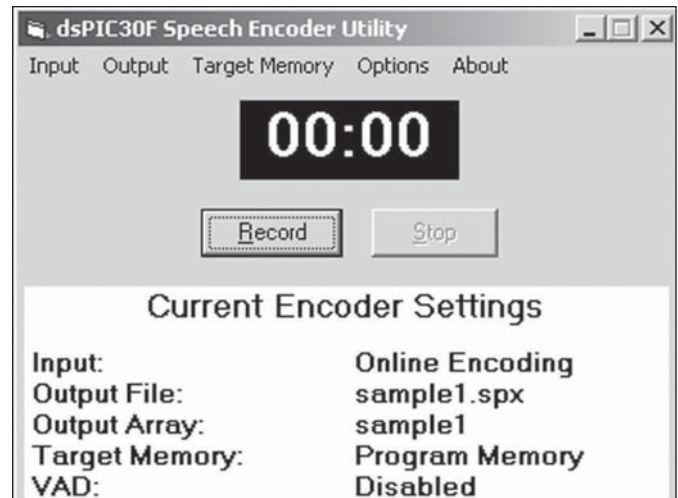 dsPIC30F Speech Encoder Utility
Input Output Target Memory Options About
00:00
Record Stop
Current Encoder Settings
Input: Online Encoding
Output File: sample1.spx
Output Array: sample1
Target Memory: Program Memory
VAD: Disabled